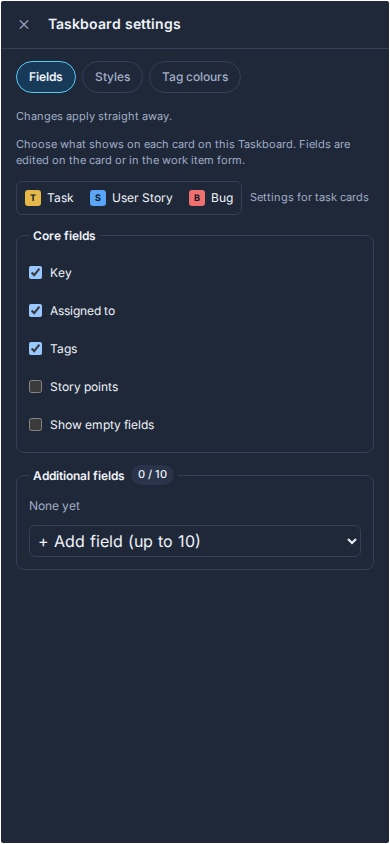 Taskboard settings
Fields
Styles
Tag colours
Changes apply straight away.
Choose what shows on each card on this Taskboard. Fields are
edited on the card or in the work item form.
T Task S User Story B Bug Settings for task cards
Core fields
Key
Assigned to
Tags
Story points
Show empty fields
Additional fields 0 / 10
None yet
+ Add field (up to 10)